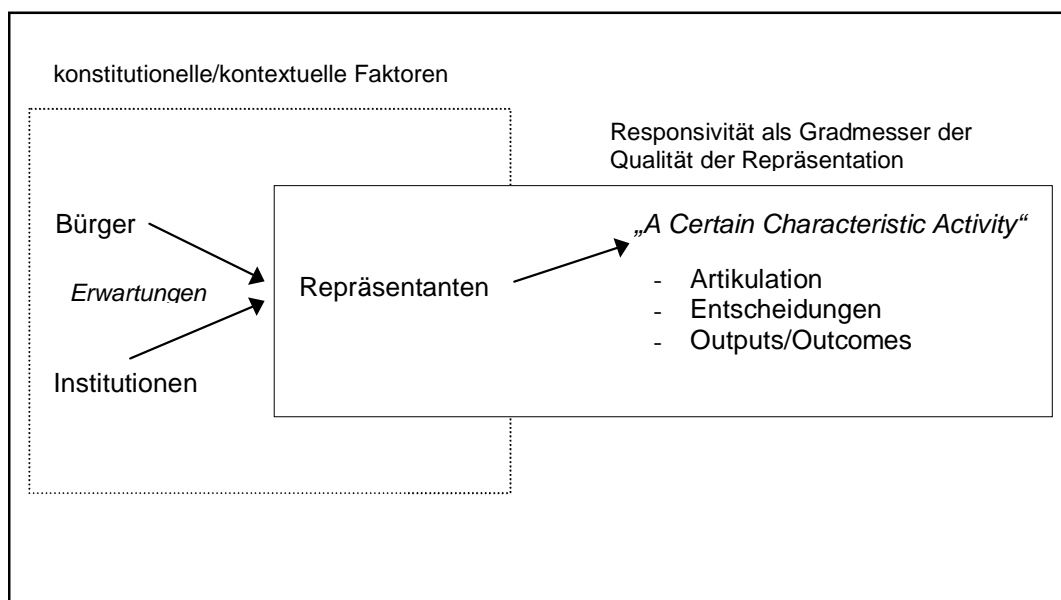 konstitutionelle/kontextuelle Faktoren
Responsivität als Gradmesser der
Qualität der Repräsentation
Bürger
„A Certain Characteristic Activity“
Erwartungen
Repräsentanten
- Artikulation
- Entscheidungen
- Outputs/Outcomes
Institutionen